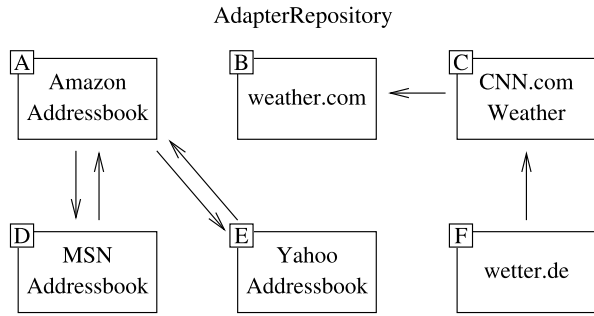 AdapterRepository
A
Amazon
Addressbook
B
weather.com
C
CNN.com
Weather
D
MSN
Addressbook
E
Yahoo
Addressbook
F
wetter.de